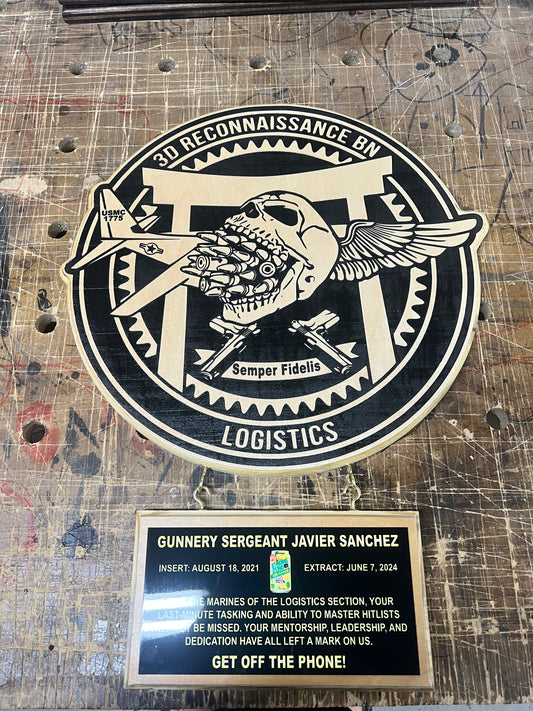 3D RECONNAISSANCE BN
USMC
1775
Semper Fidelis
LOGISTICS
GUNNERY SERGEANT JAVIER SANCHEZ
INSERT: AUGUST 18, 2021 EXTRACT: JUNE 7, 2024
THE MARINES OF THE LOGISTICS SECTION, YOUR
LAST-MINUTE TASKING AND ABILITY TO MASTER HITLISTS
BE MISSED. YOUR MENTORSHIP, LEADERSHIP, AND
DEDICATION HAVE ALL LEFT A MARK ON US.
GET OFF THE PHONE!